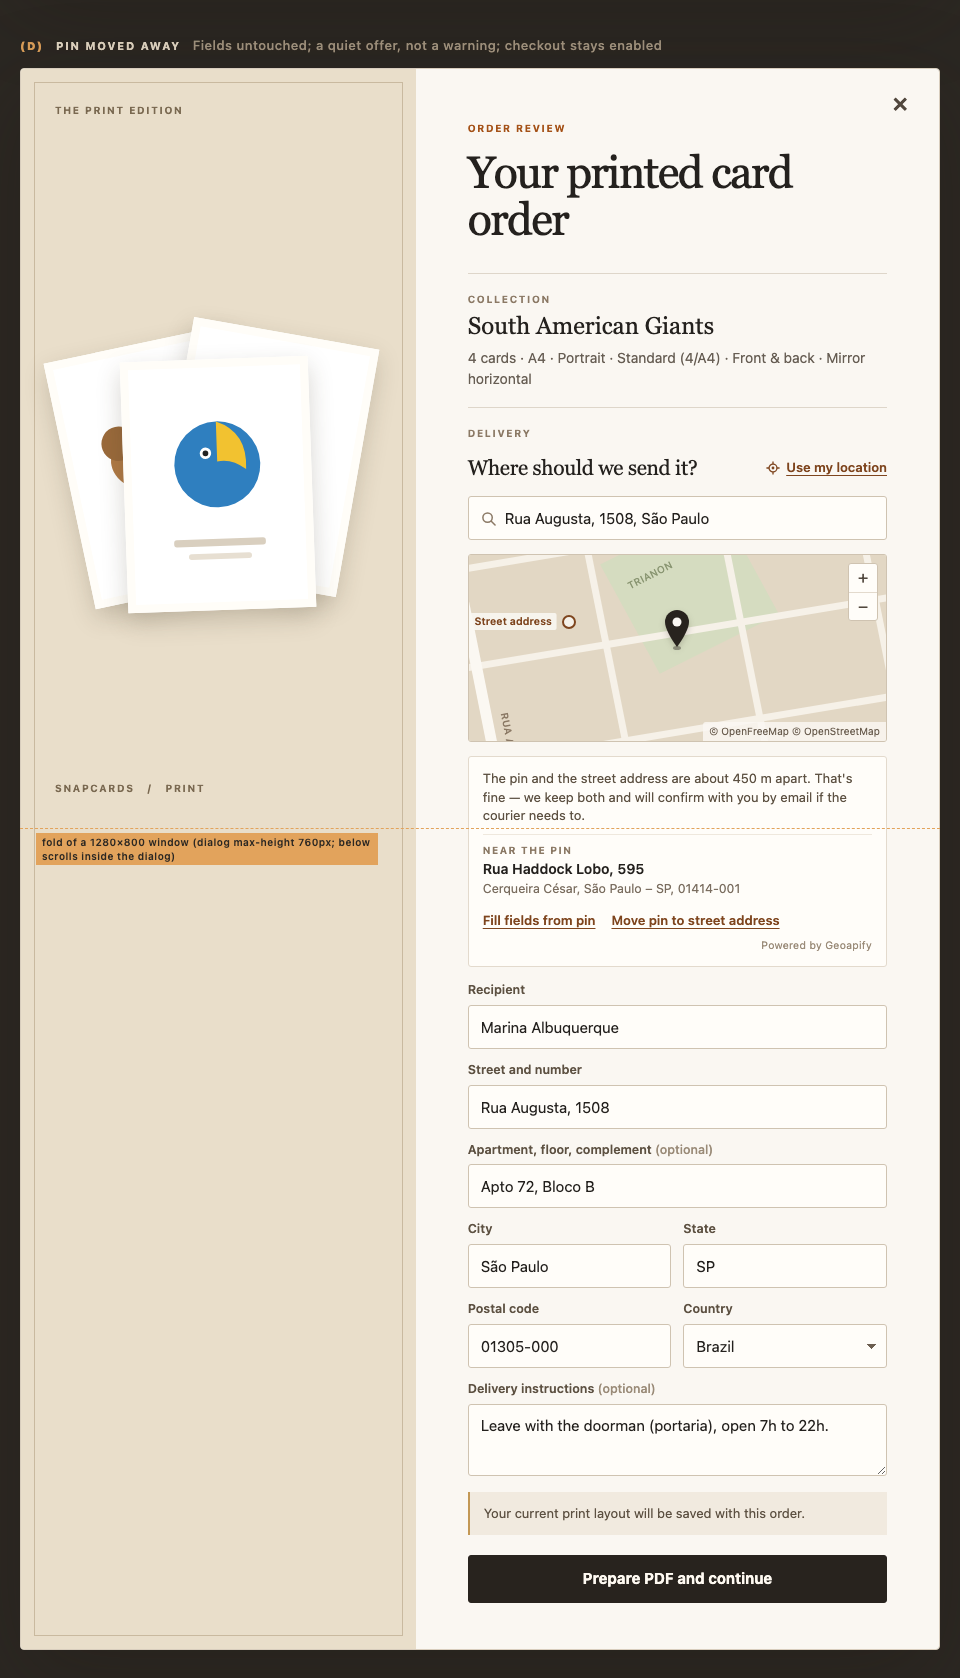 (D) PIN MOVED AWAY Fields untouched; a quiet offer, not a warning; checkout stays enabled
THE PRINT EDITION
SNAPCARDS / PRINT
fold of a 1280×800 window (dialog max-height 760px; below
scrolls inside the dialog)
ORDER REVIEW
Your printed card
order
COLLECTION
South American Giants
4 cards · A4 · Portrait · Standard (4/A4) · Front & back · Mirror
horizontal
DELIVERY
Where should we send it?
Use my location
Rua Augusta, 1508, São Paulo
TRIANON
Street address
RUA
+
−
© OpenFreeMap © OpenStreetMap
The pin and the street address are about 450 m apart. That's
fine — we keep both and will confirm with you by email if the
courier needs to.
NEAR THE PIN
Rua Haddock Lobo, 595
Cerqueira César, São Paulo – SP, 01414-001
Fill fields from pin Move pin to street address
Powered by Geoapify
Recipient
Marina Albuquerque
Street and number
Rua Augusta, 1508
Apartment, floor, complement (optional)
Apto 72, Bloco B
City State
São Paulo SP
Postal code Country
01305-000 Brazil
Delivery instructions (optional)
Leave with the doorman (portaria), open 7h to 22h.
Your current print layout will be saved with this order.
Prepare PDF and continue